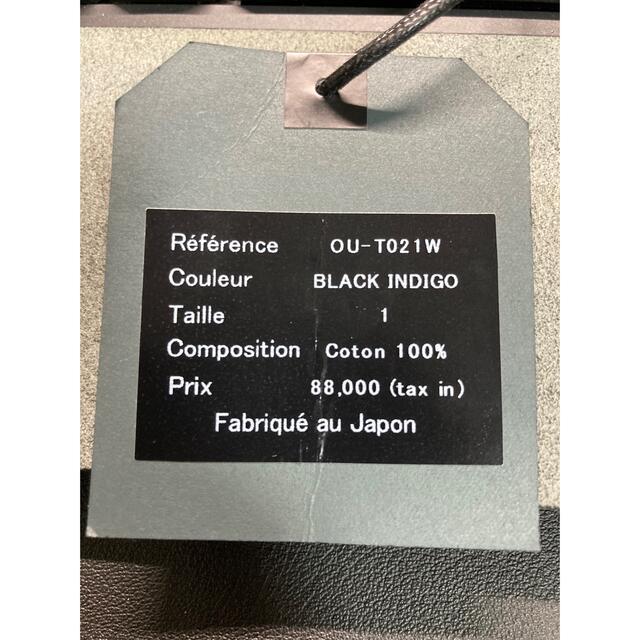 Référence OU-T021W
Couleur BLACK INDIGO
Taille 1
Composition Coton 100%
Prix 88,000 (tax in)
Fabriqué au Japon